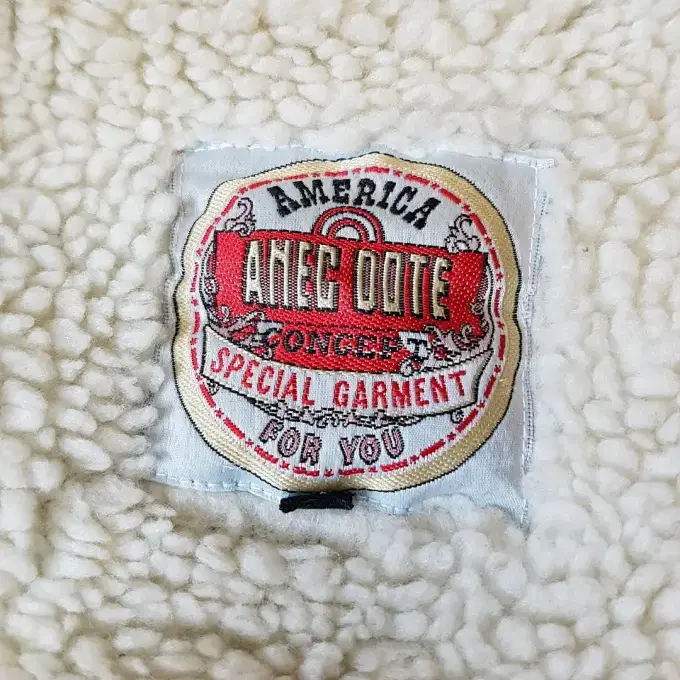 AMERICA
ANEC DOTE
CONCEPT
SPECIAL GARMENT
FOR YOU